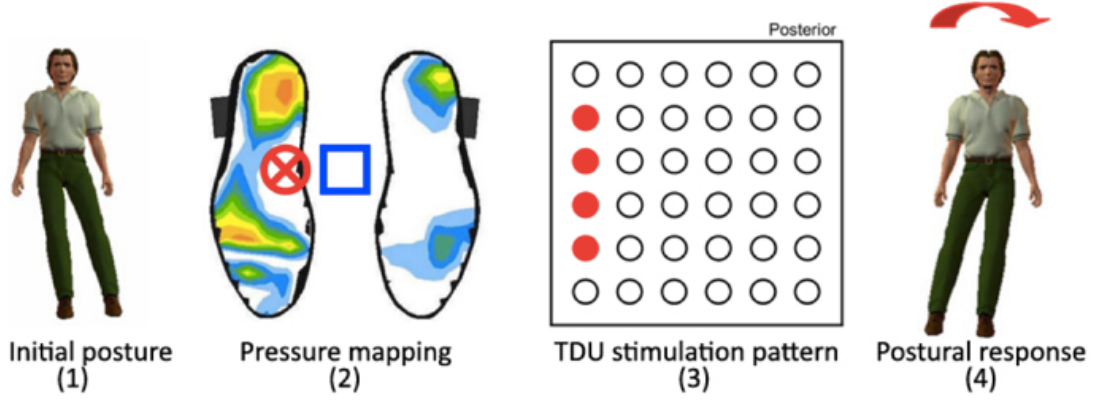 Posterior
Initial posture
(1)
Pressure mapping
(2)
TDU stimulation pattern
(3)
Postural response
(4)